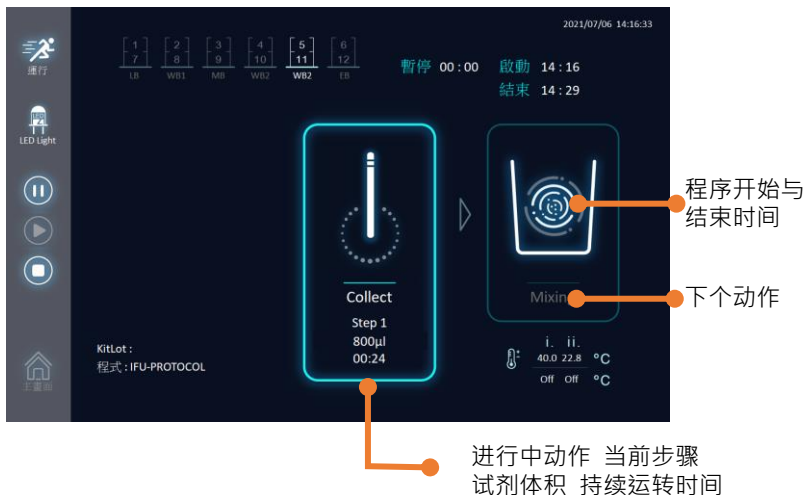 2021/07/06 14:16:33
運行
1 2 3 4 5 6
7 8 9 10 11 12
LB WB1 MB WB2 WB2 EB
暫停 00:00 啟動 14:16
結束 14:29
LED
LED Light
程序开始与
结束时间
Collect
Mixin
下个动作
Step 1
800µl
00:24
KitLot :
程式 : IFU-PROTOCOL
i. ii.
40.0 22.8 °C
Off Off °C
主畫面
进行中动作 当前步骤
试剂体积 持续运转时间